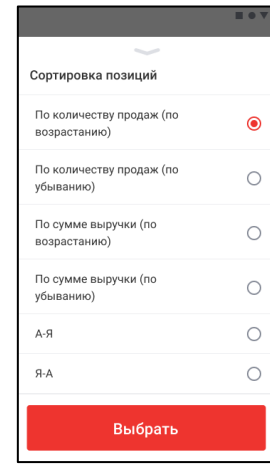 Сортировка позиций
По количеству продаж (по
возрастанию)
По количеству продаж (по
убыванию)
По сумме выручки (по
возрастанию)
По сумме выручки (по
убыванию)
А-Я
Я-А
Выбрать